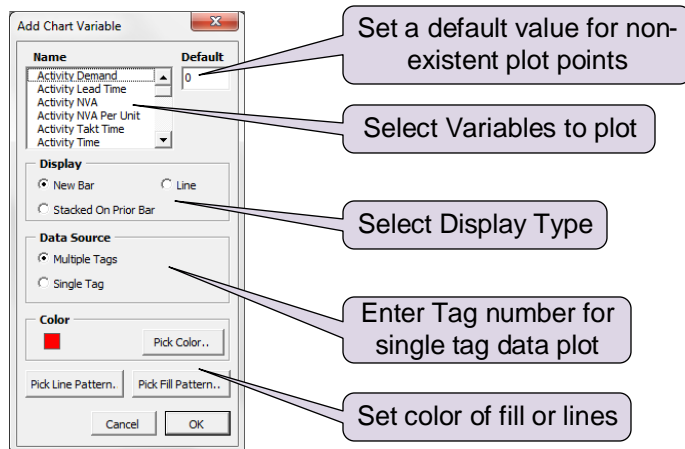 Add Chart Variable
Name Default
Activity Demand 0
Activity Lead Time
Activity NVA
Activity NVA Per Unit
Activity Takt Time
Activity Time
Display
New Bar Line
Stacked On Prior Bar
Data Source
Multiple Tags
Single Tag
Color
Pick Color..
Pick Line Pattern. Pick Fill Pattern..
Cancel OK
Set a default value for non-
existent plot points
Select Variables to plot
Select Display Type
Enter Tag number for
single tag data plot
Set color of fill or lines